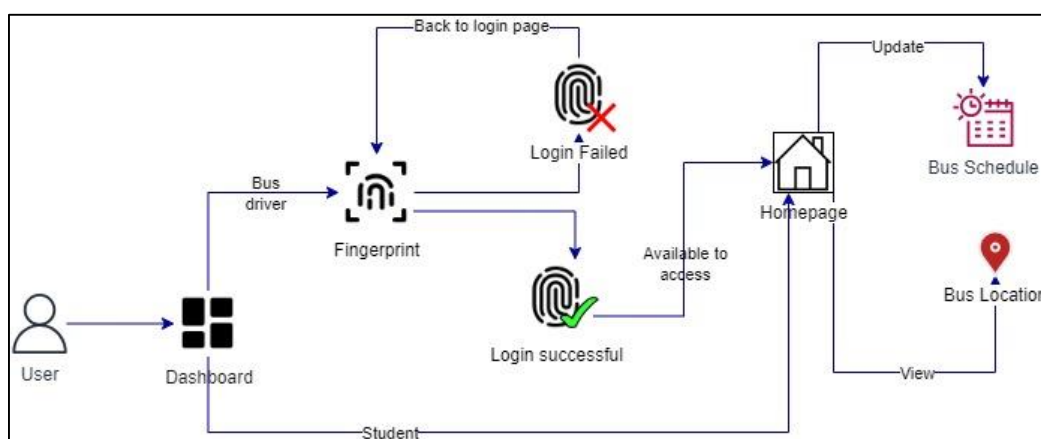 Back to login page
Update
Login Failed
Bus Schedule
Bus
driver
Homepage
Fingerprint
Available to
access
Bus Location
Login successful
User
Dashboard
View
Student